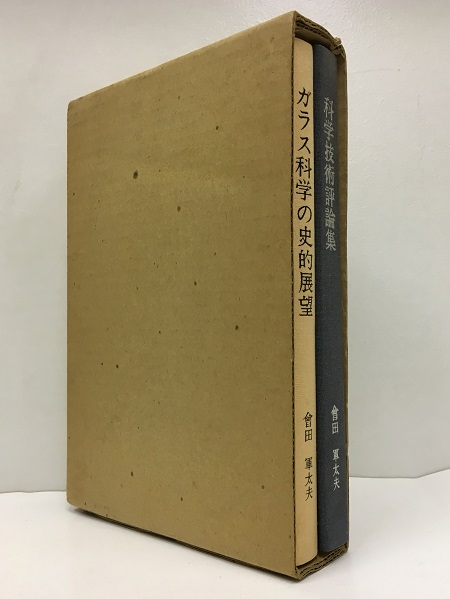 ガラス科学の史的展望
會田 軍太夫
科学技術評論集
會田 軍太夫